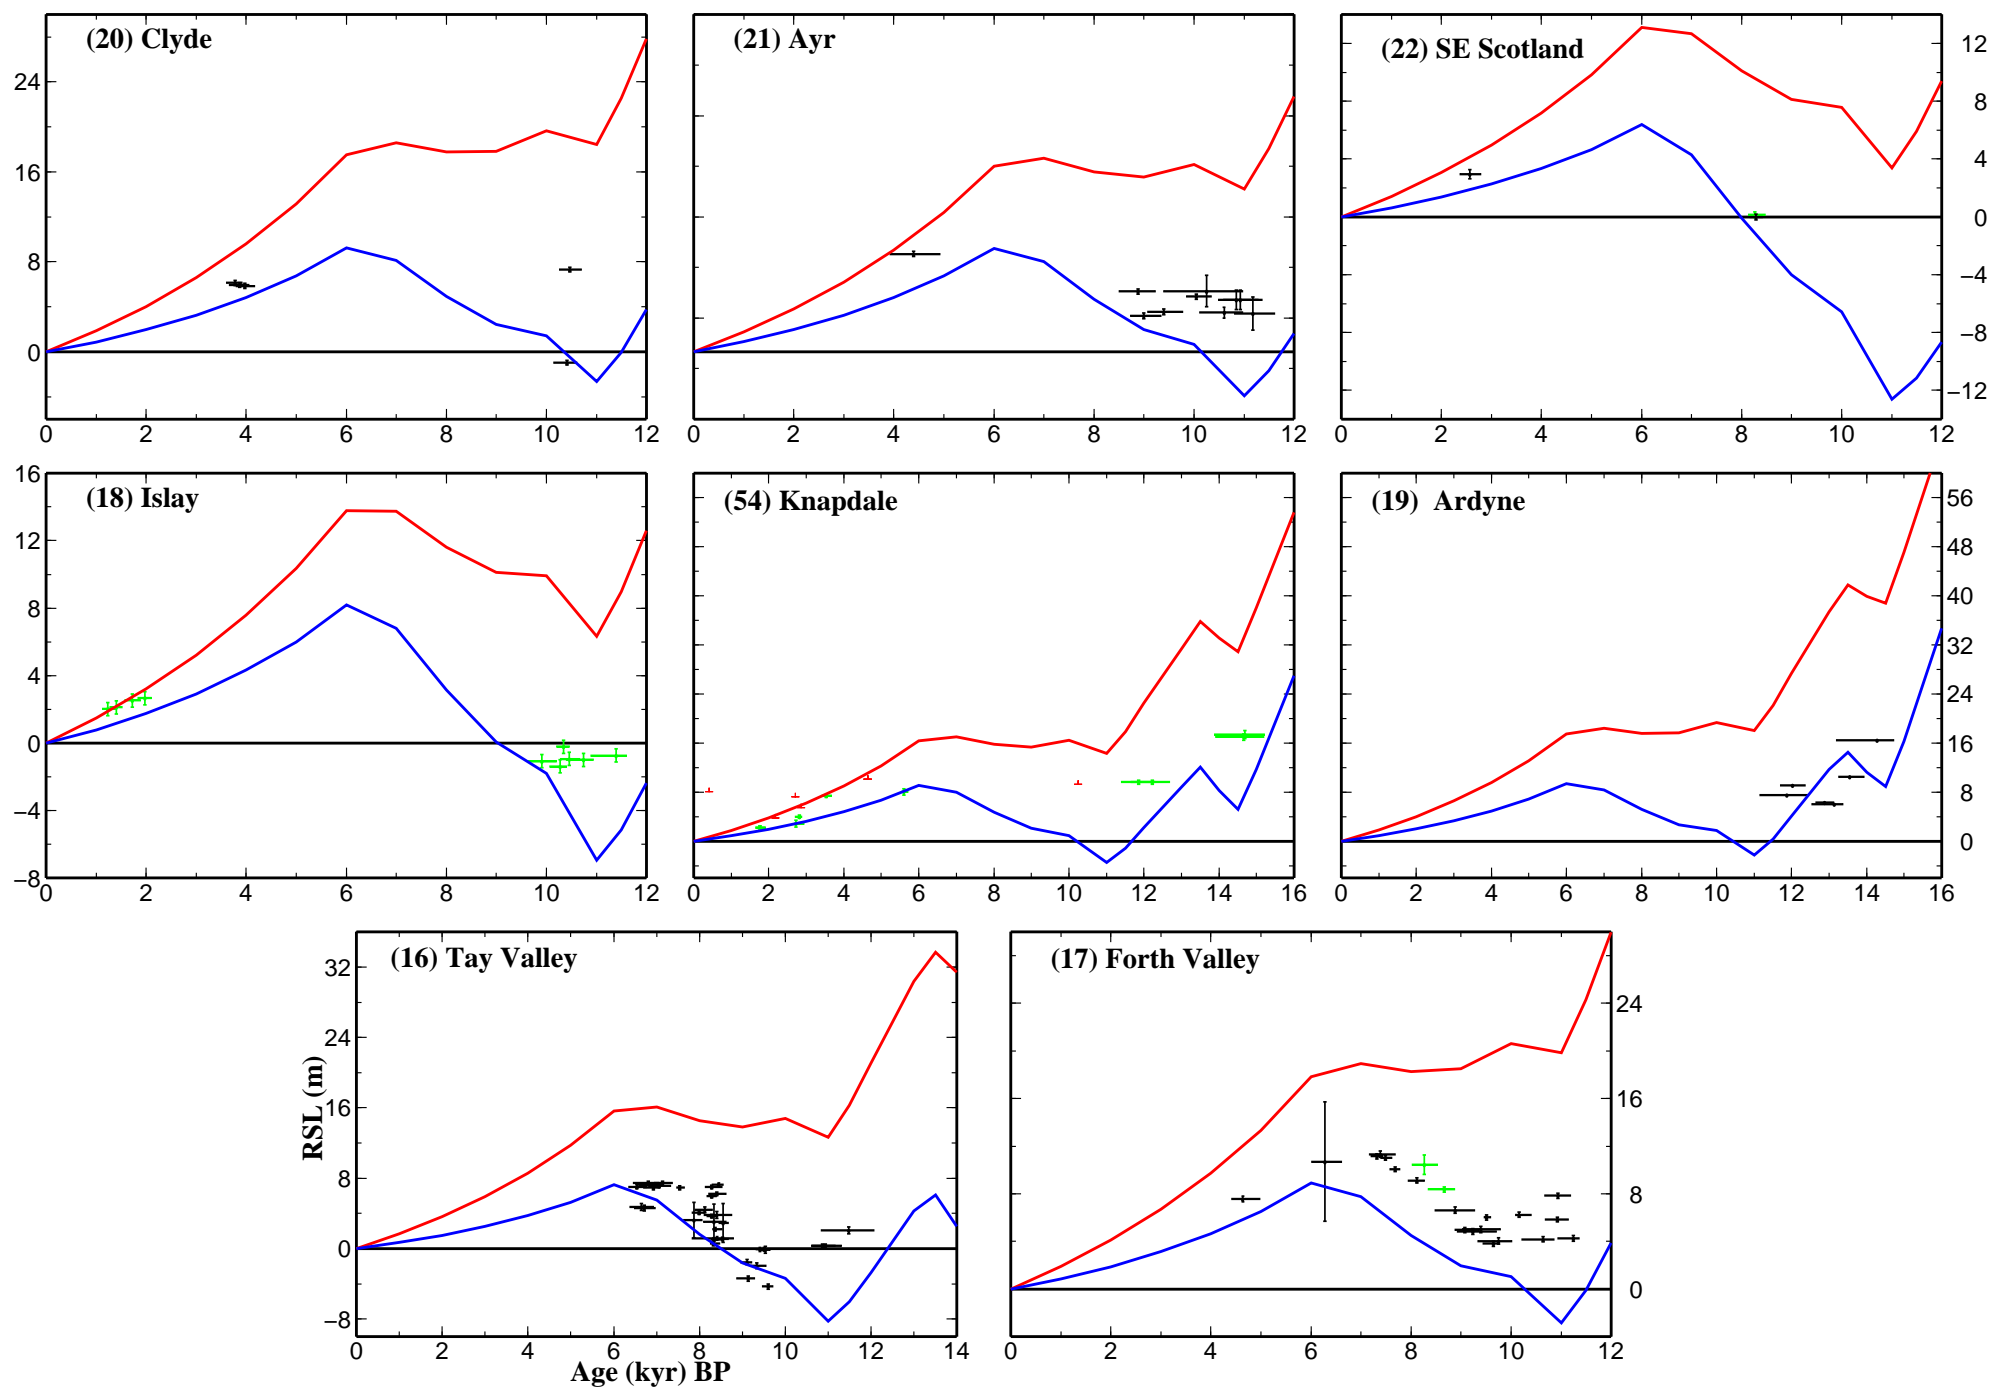 (20) Clyde
(21) Ayr
(22) SE Scotland
24
16
8
0
12
8
4
0
−4
−8
−12
0 2 4 6 8 10 12
0 2 4 6 8 10 12
0 2 4 6 8 10 12
(18) Islay
(54) Knapdale
(19) Ardyne
16
12
8
4
0
−4
−8
56
48
40
32
24
16
8
0
0 2 4 6 8 10 12
0 2 4 6 8 10 12 14 16
0 2 4 6 8 10 12 14 16
(16) Tay Valley
(17) Forth Valley
RSL (m)
32
24
16
8
0
−8
24
16
8
0
0 2 4 6 8 10 12 14
0 2 4 6 8 10 12
Age (kyr) BP